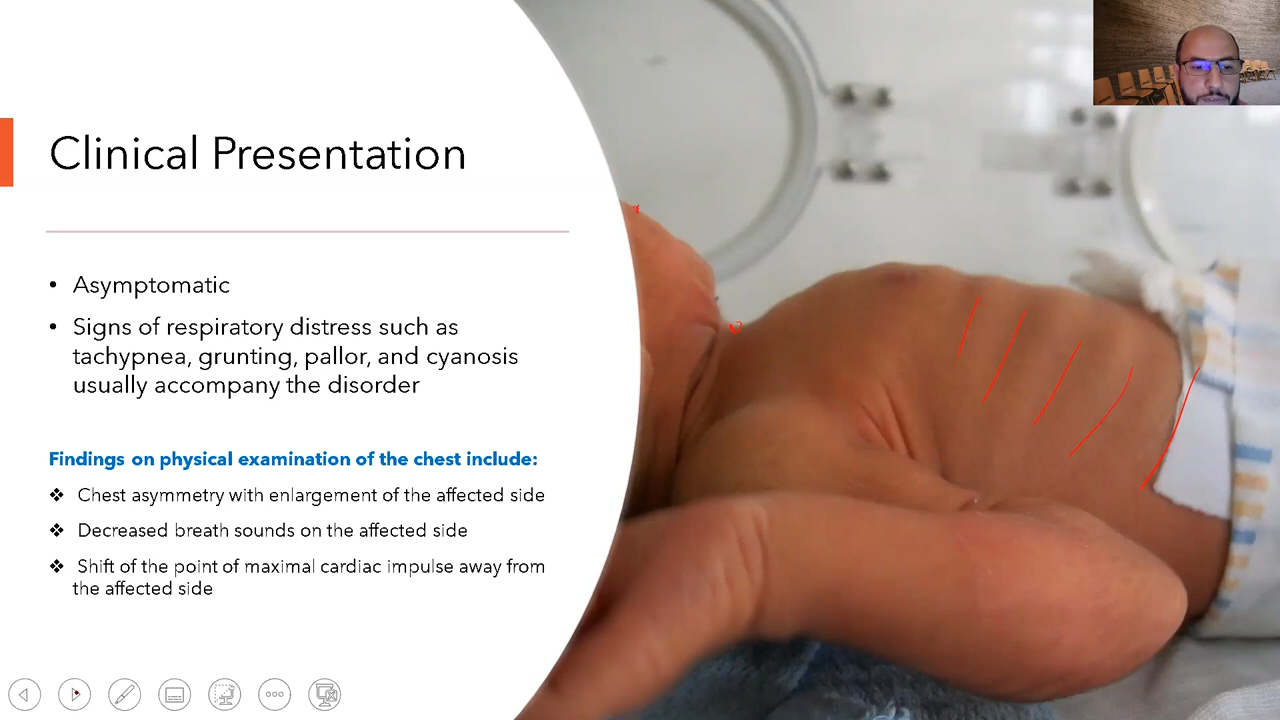 Clinical Presentation
• Asymptomatic
• Signs of respiratory distress such as
tachypnea, grunting, pallor, and cyanosis
usually accompany the disorder
Findings on physical examination of the chest include:
❖ Chest asymmetry with enlargement of the affected side
❖ Decreased breath sounds on the affected side
❖ Shift of the point of maximal cardiac impulse away from
the affected side